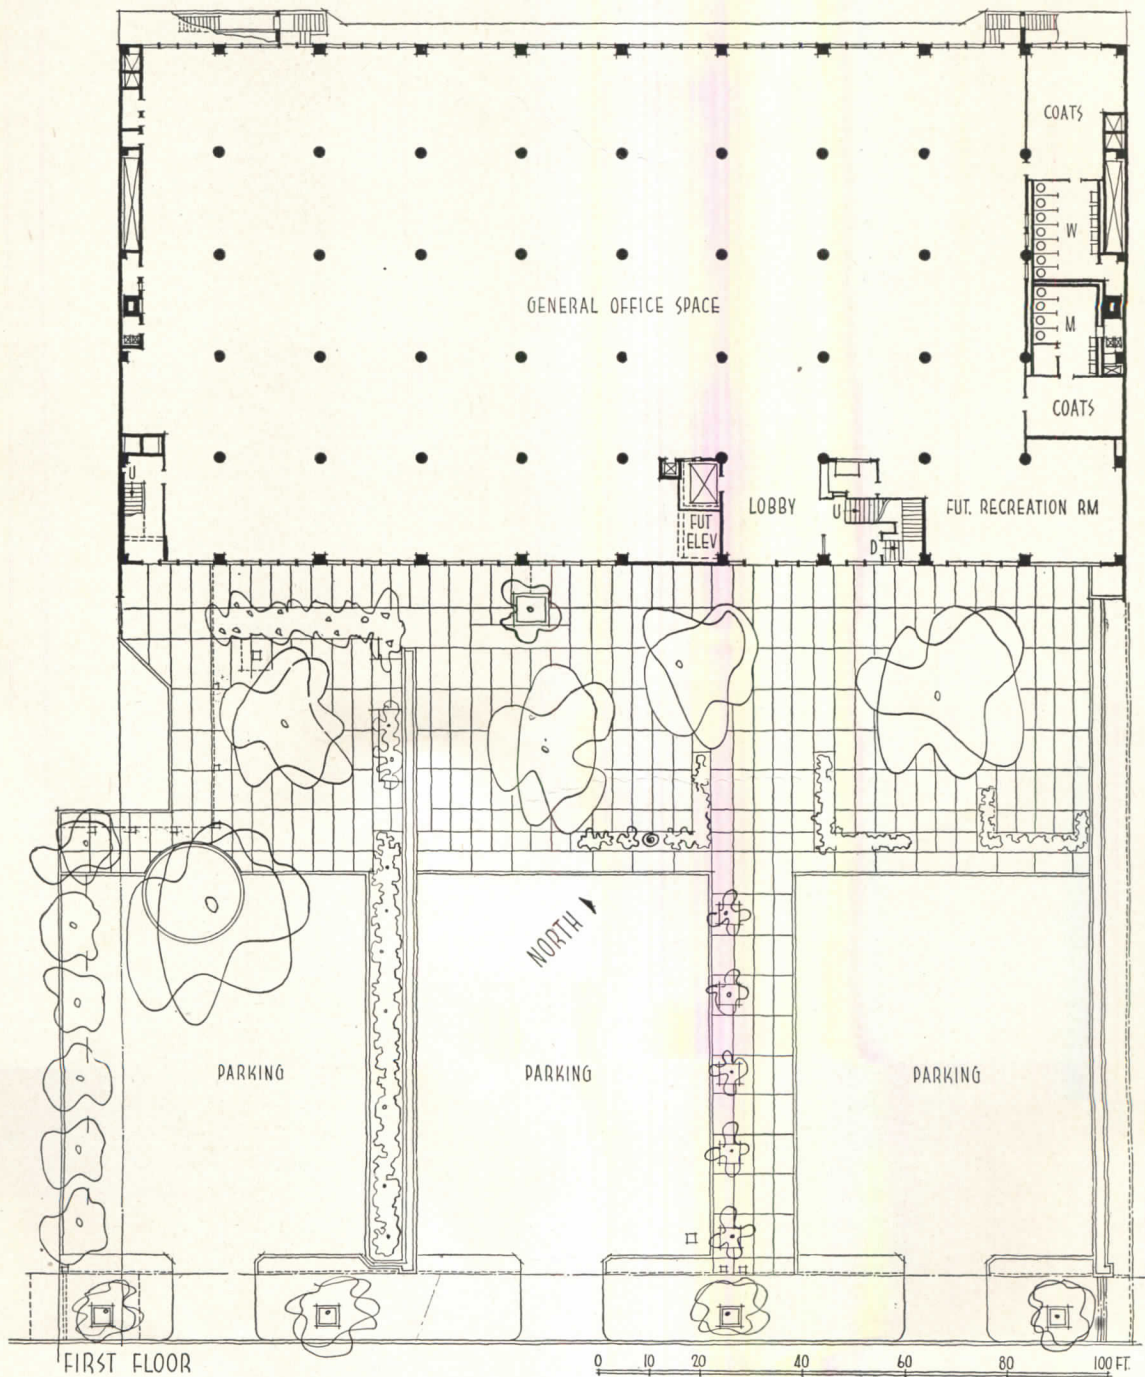 COATS
W
GENERAL OFFICE SPACE
M
COATS
U
FUT
ELEV
LOBBY
U
D
FUT. RECREATION RM
NORTH
PARKING
PARKING
PARKING
FIRST FLOOR
0 10 20 40 60 80 100 FT.